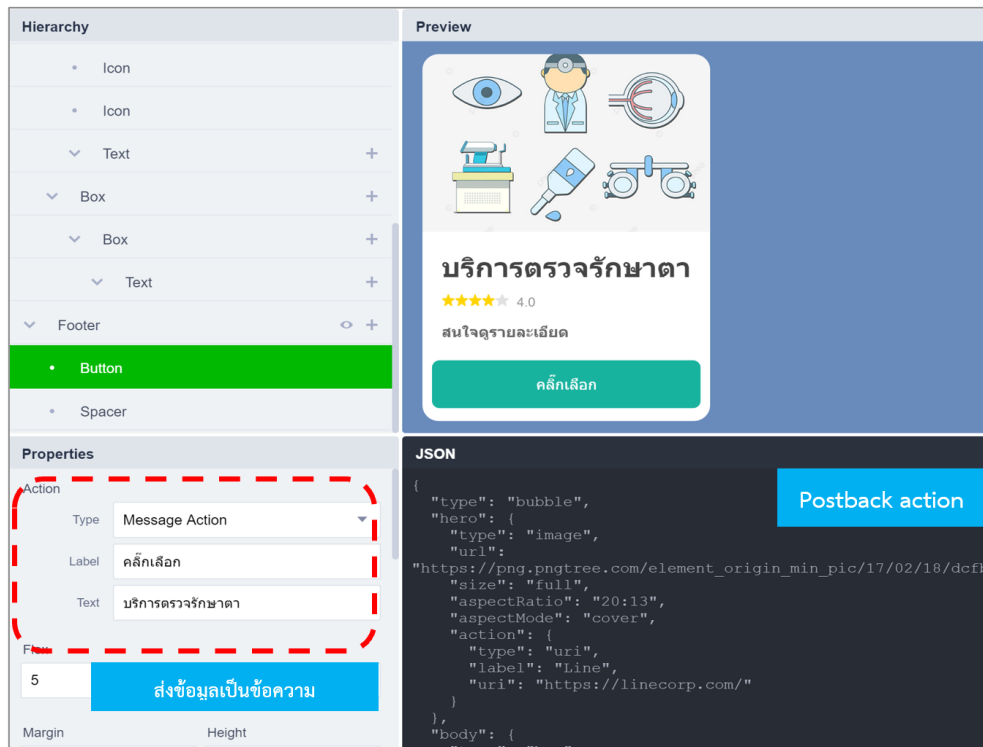 Hierarchy
Icon
Icon
Text
Box
Box
Text
Footer
Button
Spacer
Preview
บริการตรวจรักษาตา
4.0
สนใจดูรายละเอียด
คลิ๊กเลือก
Properties
Action
Type Message Action
Label คลิ๊กเลือก
Text บริการตรวจรักษาตา
Flex
5
ส่งข้อมูลเป็นข้อความ
Margin Height
JSON
Postback action
{
"type": "bubble",
"hero": {
"type": "image",
"url":
"https://png.pngtree.com/element_origin_min_pic/17/02/18/dcfb
"size": "full",
"aspectRatio": "20:13",
"aspectMode": "cover",
"action": {
"type": "uri",
"label": "Line",
"uri": "https://linecorp.com/"
}
},
"body": {